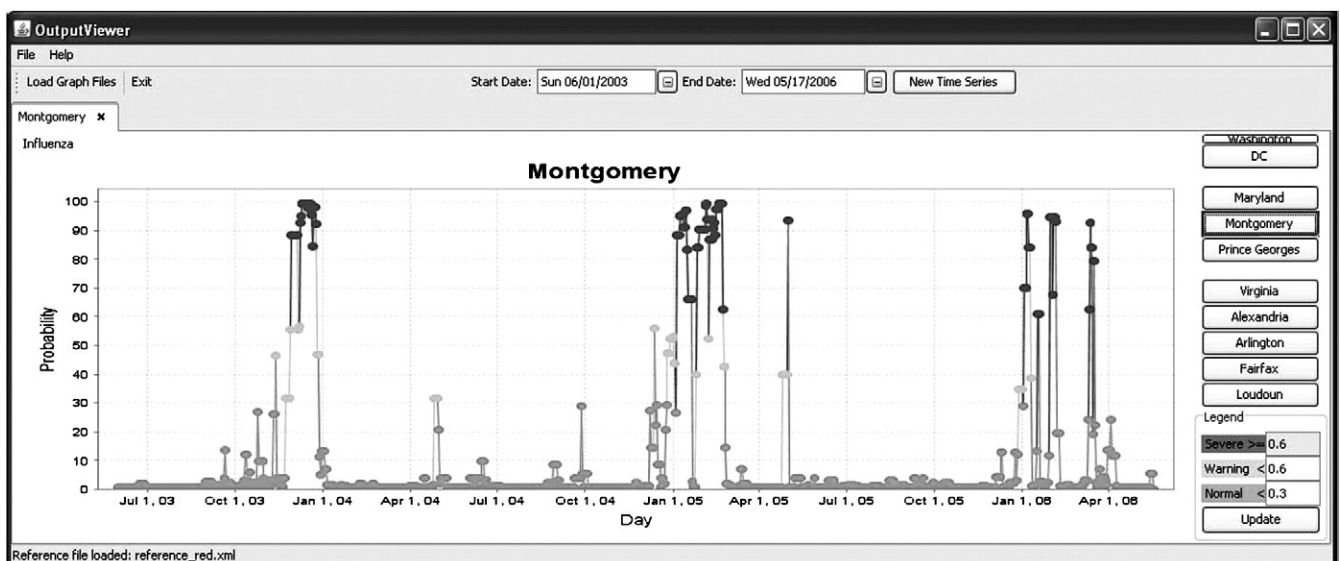 OutputViewer
File Help
Load Graph Files Exit Start Date: Sun 06/01/2003 End Date: Wed 05/17/2006 New Time Series
Montgomery x
Influenza
Montgomery
Probability
100
90
80
70
60
50
40
30
20
10
0
Jul 1, 03 Oct 1, 03 Jan 1, 04 Apr 1, 04 Jul 1, 04 Oct 1, 04 Jan 1, 05 Apr 1, 05 Jul 1, 05 Oct 1, 05 Jan 1, 06 Apr 1, 06
Day
Washington
DC
Maryland
Montgomery
Prince Georges
Virginia
Alexandria
Arlington
Fairfax
Loudoun
Legend
Severe >= 0.6
Warning < 0.6
Normal < 0.3
Update
Reference file loaded: reference_red.xml